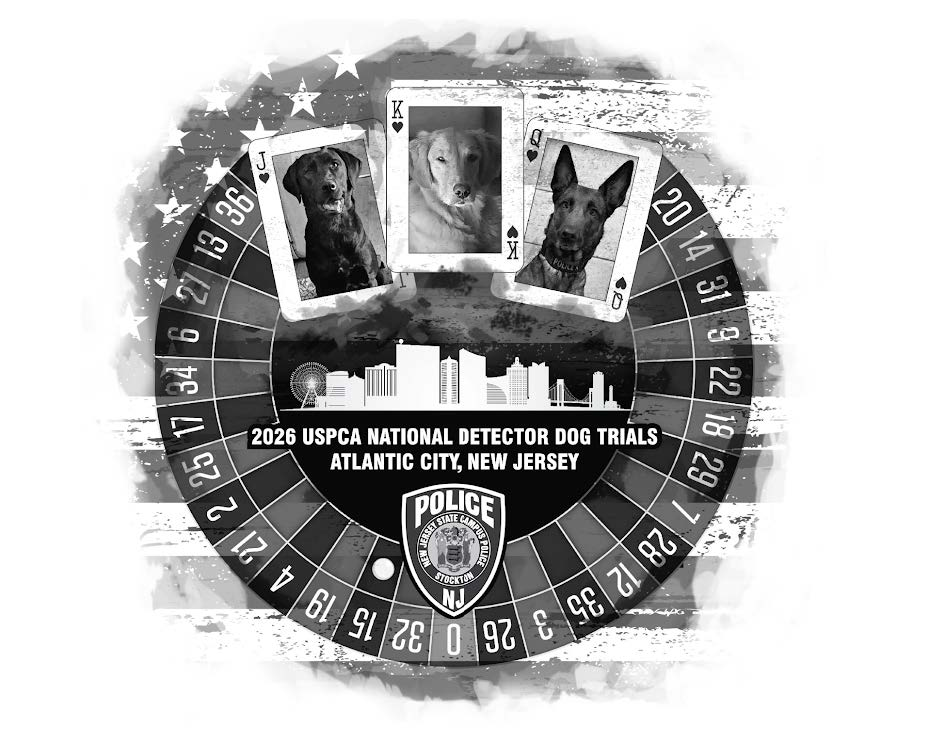 J
K
K
Q
Q
2026 USPCA NATIONAL DETECTOR DOG TRIALS
ATLANTIC CITY, NEW JERSEY
POLICE
NEW JERSEY STATE CAMPUS POLICE
STOCKTON
NJ
36
13
27
6
34
17
25
2
21
4
19
15
32
0
26
3
35
12
28
7
29
18
22
9
31
14
20